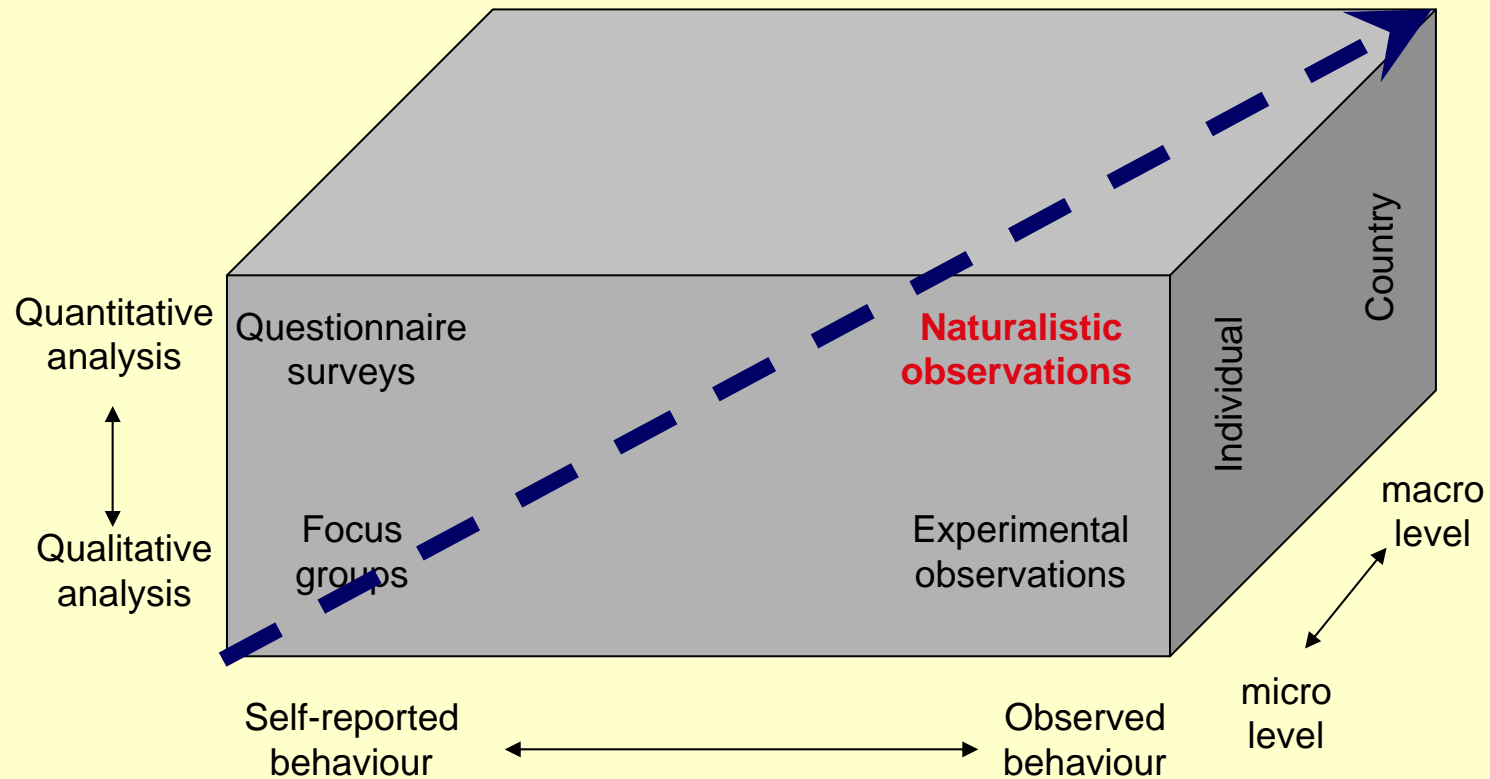 Quantitative
analysis
Questionnaire
surveys
Naturalistic
observations
Individual
Country
Qualitative
analysis
Focus
groups
Experimental
observations
macro
level
micro
level
Self-reported
behaviour
Observed
behaviour